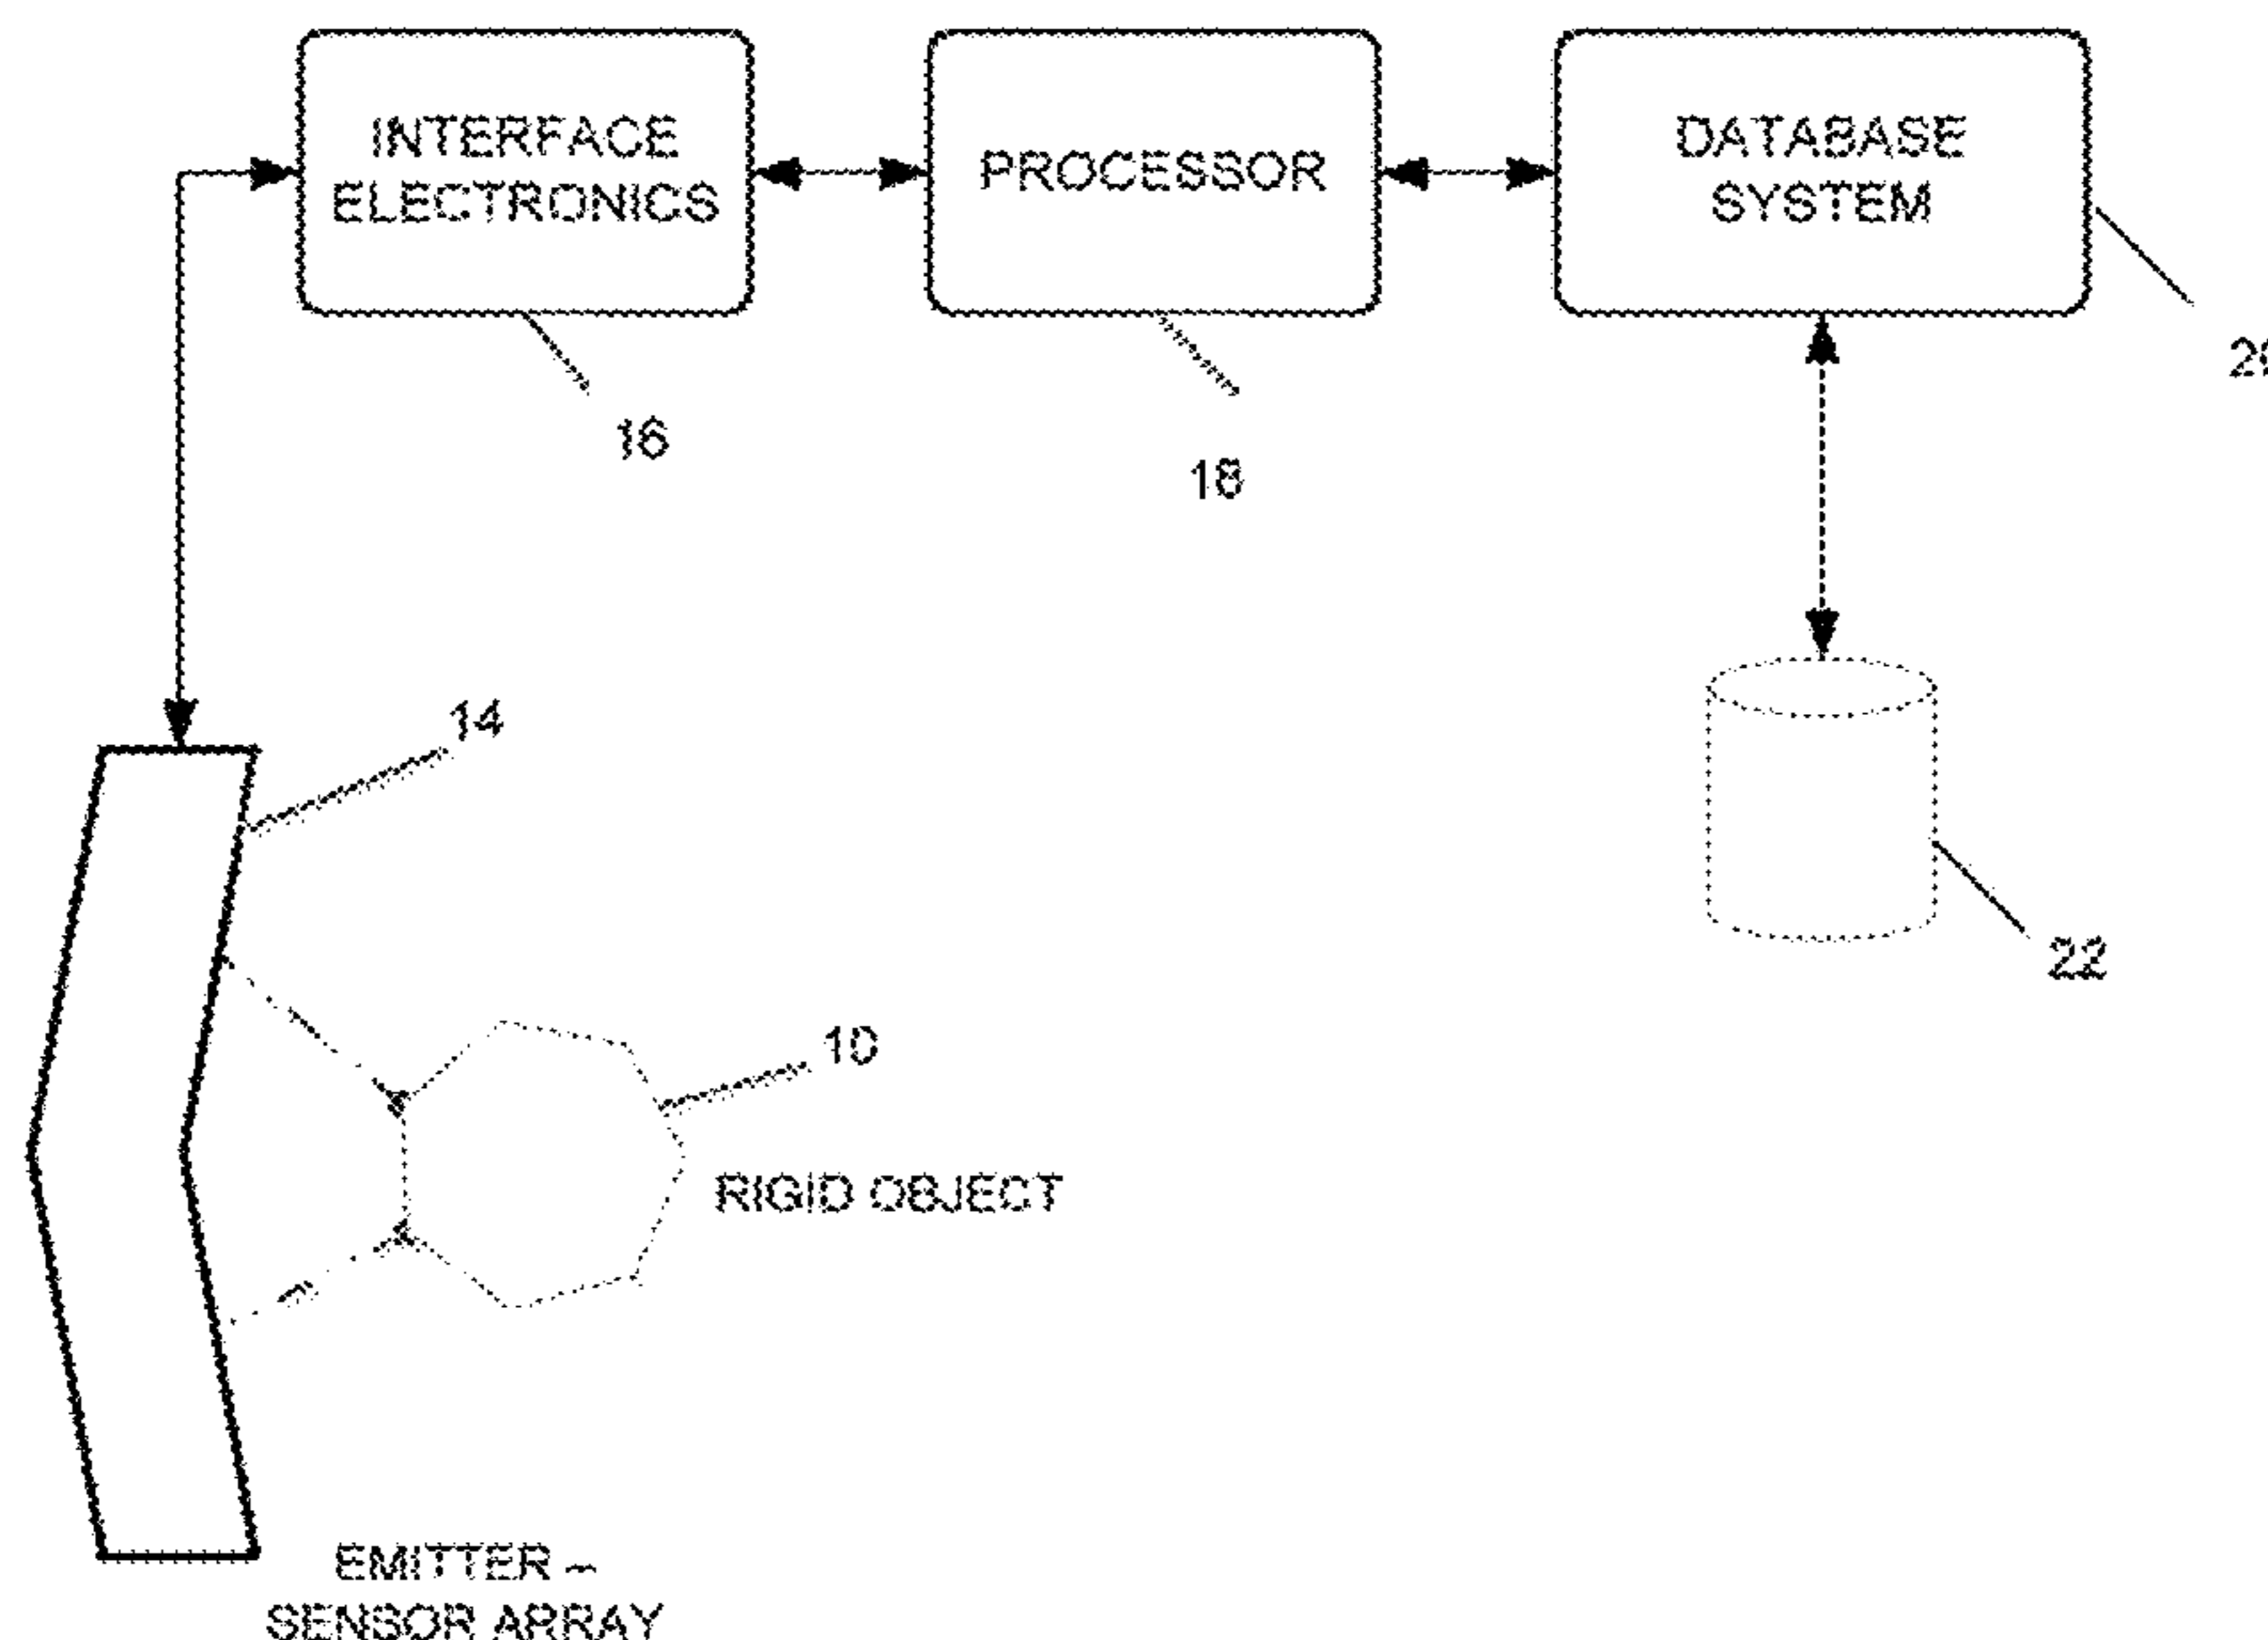 INTERFACE
ELECTRONICS
PROCESSOR
DATABASE
SYSTEM
16
18
14
22
10
RIGID OBJECT
EMITTER –
SENSOR ARRAY